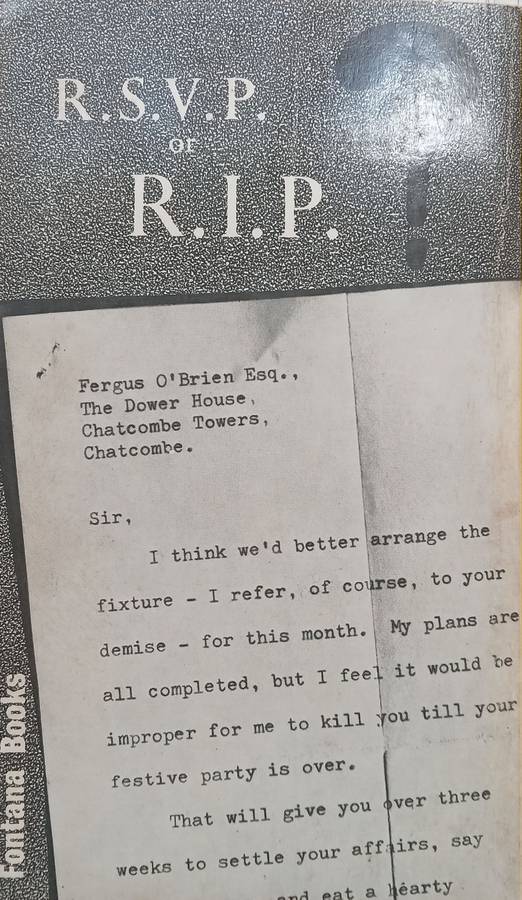 R.S.V.P.
or
R.I.P.
?!
Fergus O'Brien Esq.,
The Dower House,
Chatcombe Towers,
Chatcombe.
Sir,
I think we'd better arrange the
fixture - I refer, of course, to your
demise - for this month. My plans are
all completed, but I feel it would be
improper for me to kill you till your
festive party is over.
That will give you over three
weeks to settle your affairs, say
and eat a hearty
Fontana Books